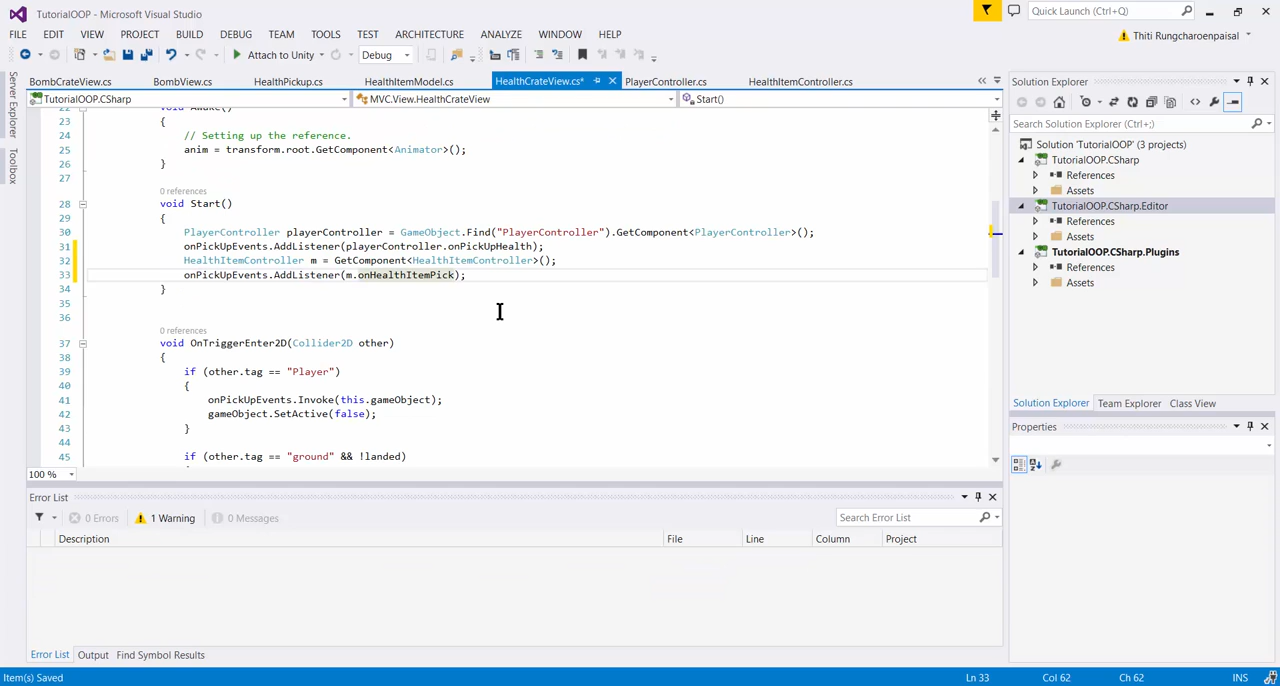 TutorialOOP - Microsoft Visual Studio
Quick Launch (Ctrl+Q)
FILE EDIT VIEW PROJECT BUILD DEBUG TEAM TOOLS TEST ARCHITECTURE ANALYZE WINDOW HELP
Thiti Rungcharoenpaisal
Attach to Unity Debug
Server Explorer
Toolbox
BombCrateView.cs BombView.cs HealthPickup.cs HealthItemModel.cs HealthCrateView.cs* PlayerController.cs HealthItemController.cs
TutorialOOP.CSharp MVC.View.HealthCrateView Start()
22 void Awake()
23 {
24 // Setting up the reference.
25 anim = transform.root.GetComponent<Animator>();
26 }
27
0 references
28 void Start()
29 {
30 PlayerController playerController = GameObject.Find("PlayerController").GetComponent<PlayerController>();
31 onPickUpEvents.AddListener(playerController.onPickUpHealth);
32 HealthItemController m = GetComponent<HealthItemController>();
33 onPickUpEvents.AddListener(m.onHealthItemPick);
34 }
35
36
0 references
37 void OnTriggerEnter2D(Collider2D other)
38 {
39 if (other.tag == "Player")
40 {
41 onPickUpEvents.Invoke(this.gameObject);
42 gameObject.SetActive(false);
43 }
44
45 if (other.tag == "ground" && !landed)
100 %
Solution Explorer
Search Solution Explorer (Ctrl+;)
Solution 'TutorialOOP' (3 projects)
TutorialOOP.CSharp
References
Assets
TutorialOOP.CSharp.Editor
References
Assets
TutorialOOP.CSharp.Plugins
References
Assets
Solution Explorer Team Explorer Class View
Properties
Error List
0 Errors 1 Warning 0 Messages
Search Error List
Description File Line Column Project
Error List Output Find Symbol Results
Item(s) Saved Ln 33 Col 62 Ch 62 INS